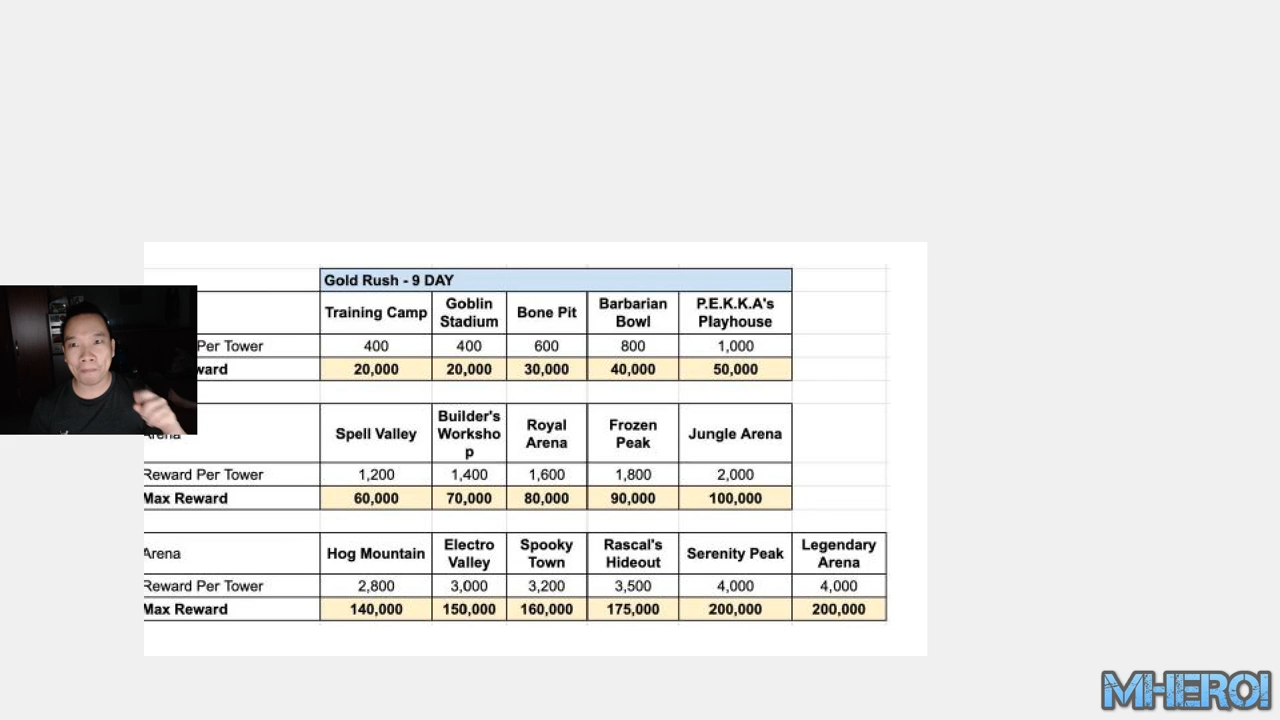 Gold Rush - 9 DAY
Training Camp Goblin Stadium Bone Pit Barbarian Bowl P.E.K.K.A's Playhouse
Per Tower 400 400 600 800 1,000
ward 20,000 20,000 30,000 40,000 50,000
Arena Spell Valley Builder's Workshop Royal Arena Frozen Peak Jungle Arena
Reward Per Tower 1,200 1,400 1,600 1,800 2,000
Max Reward 60,000 70,000 80,000 90,000 100,000
Arena Hog Mountain Electro Valley Spooky Town Rascal's Hideout Serenity Peak Legendary Arena
Reward Per Tower 2,800 3,000 3,200 3,500 4,000 4,000
Max Reward 140,000 150,000 160,000 175,000 200,000 200,000
MHERO!